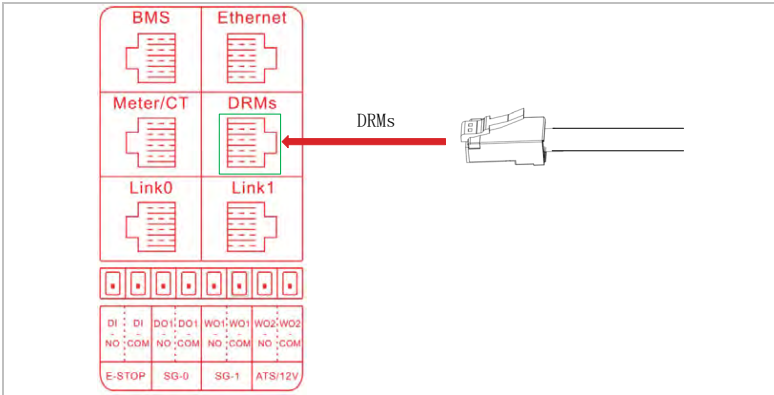 BMS Ethernet
Meter/CT DRMs
DRMs
Link0 Link1
DI DI DO1 DO1 WO1 WO1 WO2 WO2
- - - - - - - -
NO COM NO COM NO COM NO COM
E-STOP SG-0 SG-1 ATS/12V